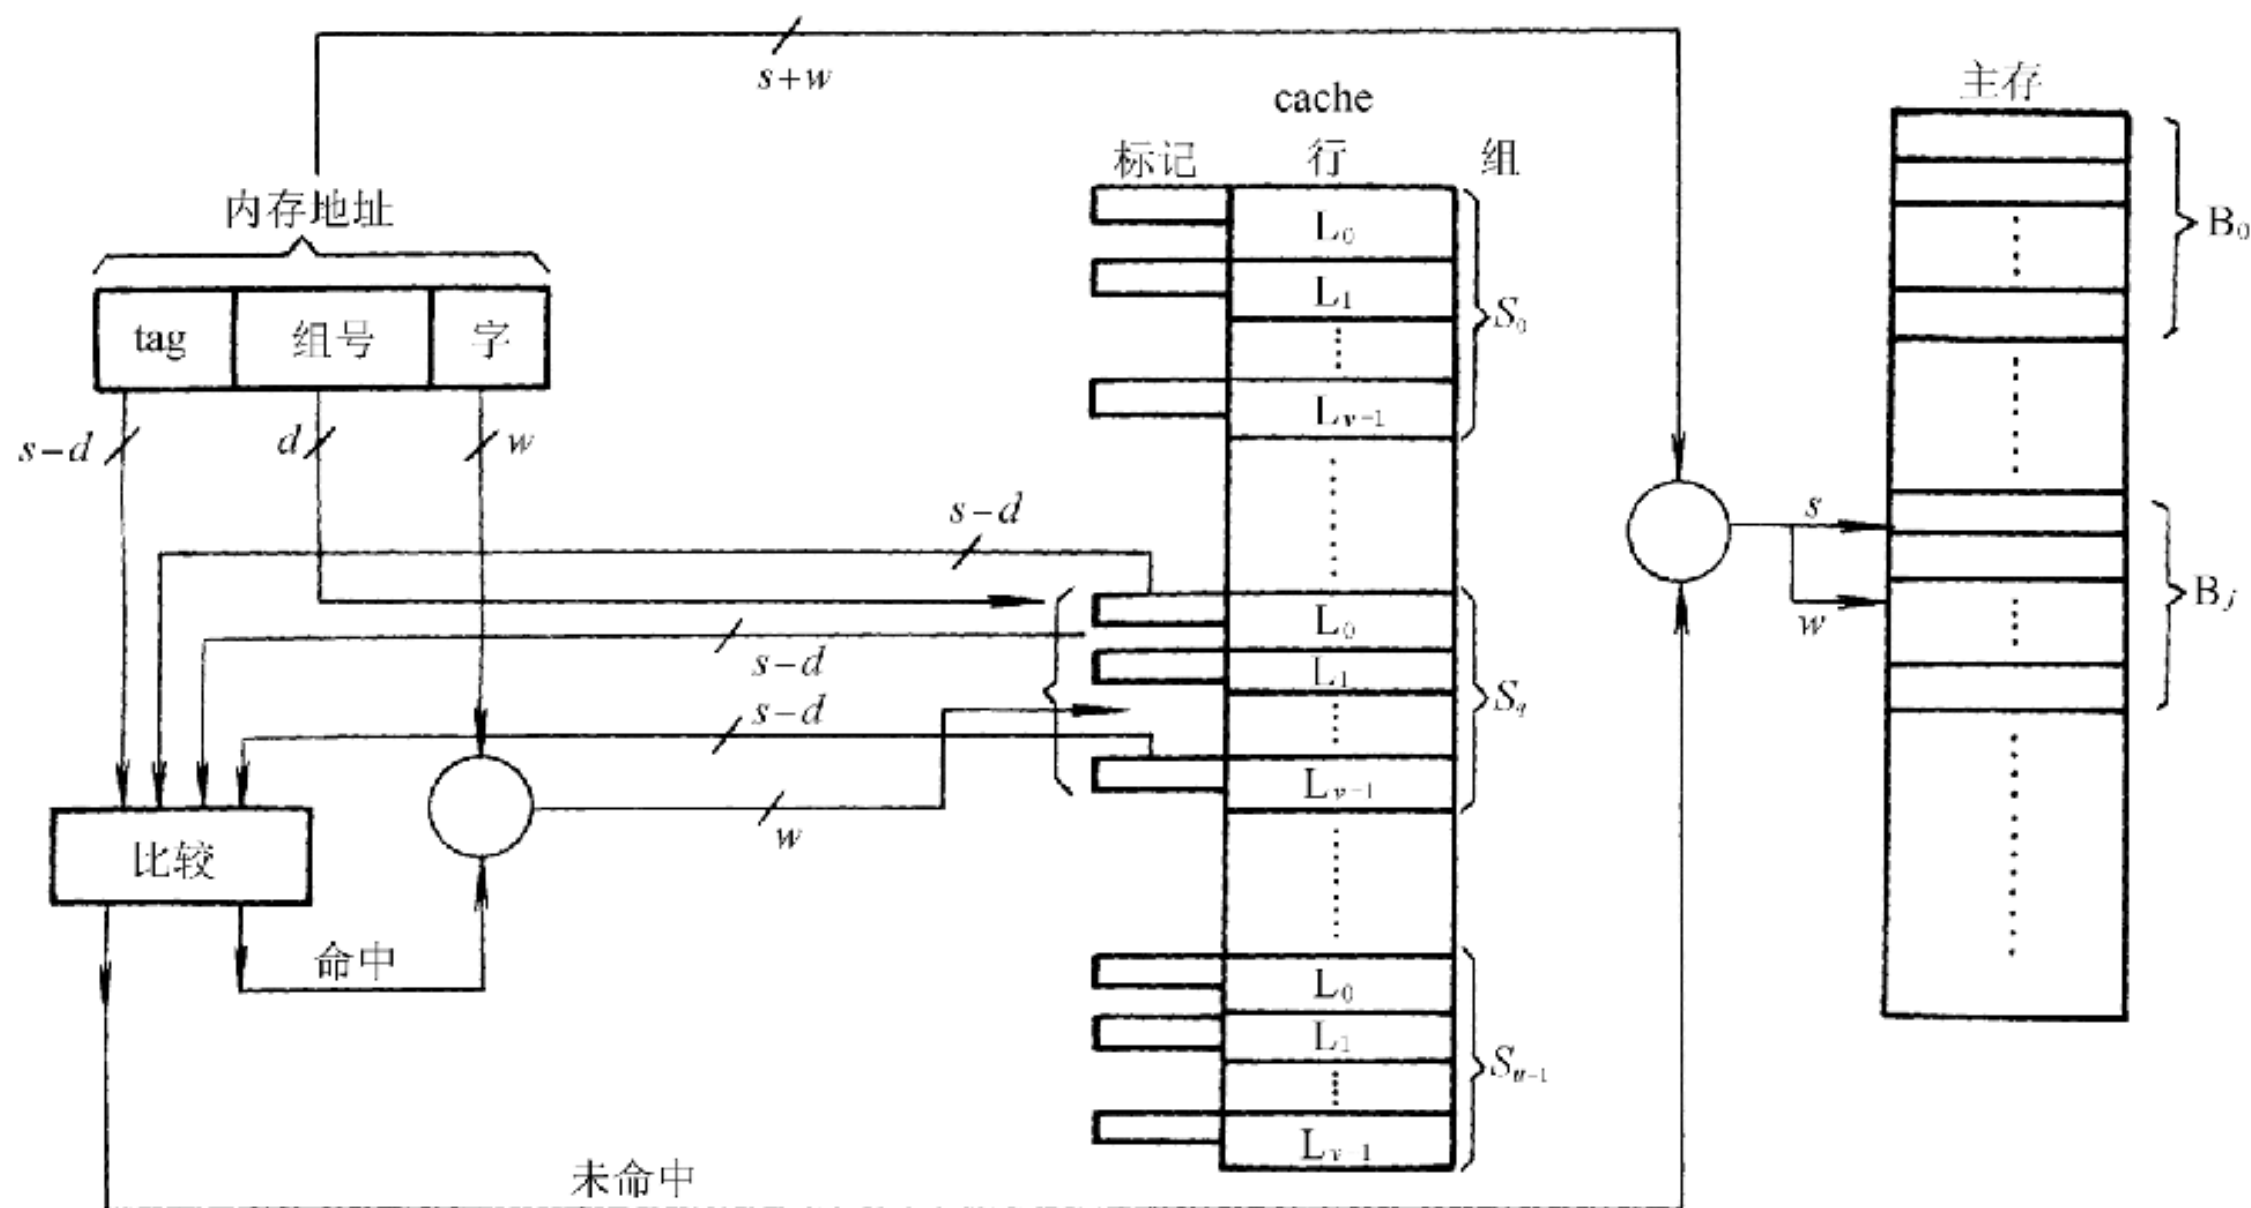 s+w
cache
主存
标记 行 组
内存地址
L₀
B₀
L₁
S₀
tag 组号 字
Lᵥ₋₁
s-d d w
s-d
s
L₀
w
Bⱼ
s-d
L₁
s-d
S_q
Lᵥ₋₁
w
比较
命中
L₀
L₁
Sᵤ₋₁
Lᵥ₋₁
未命中